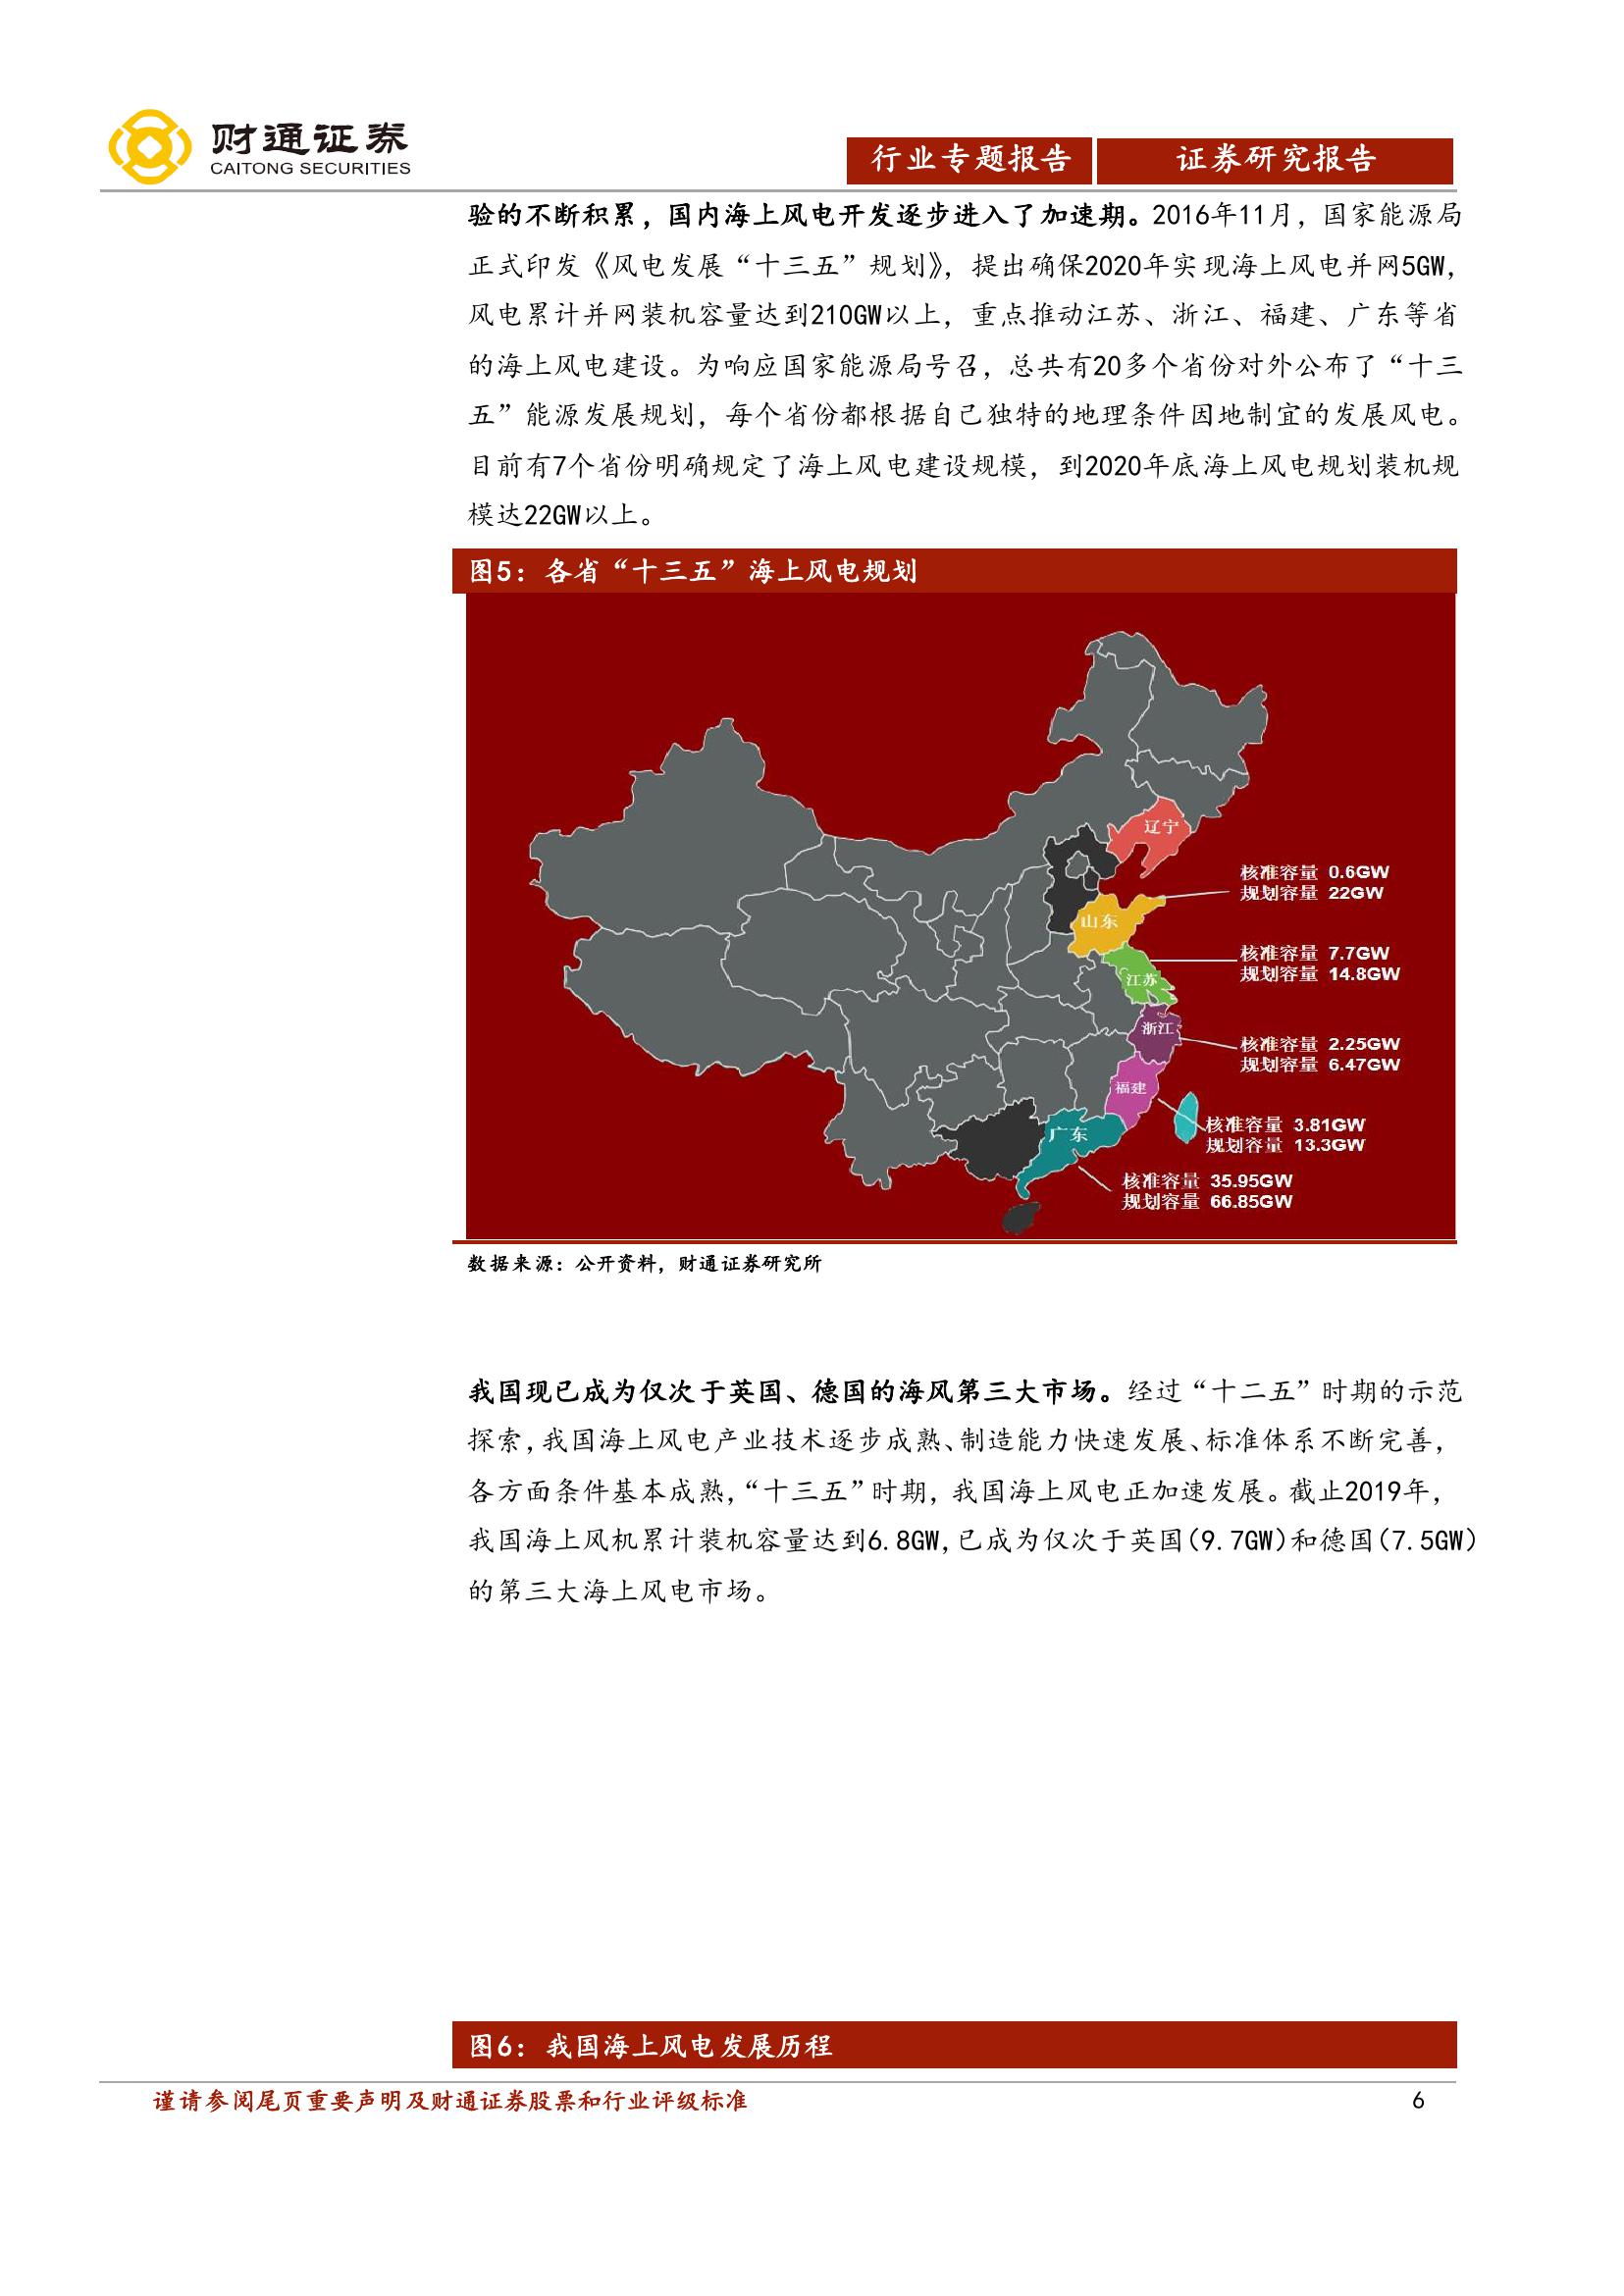 财通证券
CAITONG SECURITIES
行业专题报告
证券研究报告
验的不断积累，国内海上风电开发逐步进入了加速期。2016年11月，国家能源局
正式印发《风电发展“十三五”规划》，提出确保2020年实现海上风电并网5GW，
风电累计并网装机容量达到210GW以上，重点推动江苏、浙江、福建、广东等省
的海上风电建设。为响应国家能源局号召，总共有20多个省份对外公布了“十三
五”能源发展规划，每个省份都根据自己独特的地理条件因地制宜的发展风电。
目前有7个省份明确规定了海上风电建设规模，到2020年底海上风电规划装机规
模达22GW以上。
图5：各省“十三五”海上风电规划
辽宁
核准容量 0.6GW
规划容量 22GW
山东
核准容量 7.7GW
规划容量 14.8GW
江苏
浙江
核准容量 2.25GW
规划容量 6.47GW
福建
核准容量 3.81GW
规划容量 13.3GW
广东
核准容量 35.95GW
规划容量 66.85GW
数据来源：公开资料，财通证券研究所
我国现已成为仅次于英国、德国的海风第三大市场。经过“十二五”时期的示范
探索，我国海上风电产业技术逐步成熟、制造能力快速发展、标准体系不断完善，
各方面条件基本成熟，“十三五”时期，我国海上风电正加速发展。截止2019年，
我国海上风机累计装机容量达到6.8GW，已成为仅次于英国（9.7GW）和德国（7.5GW）
的第三大海上风电市场。
图6：我国海上风电发展历程
谨请参阅尾页重要声明及财通证券股票和行业评级标准
6